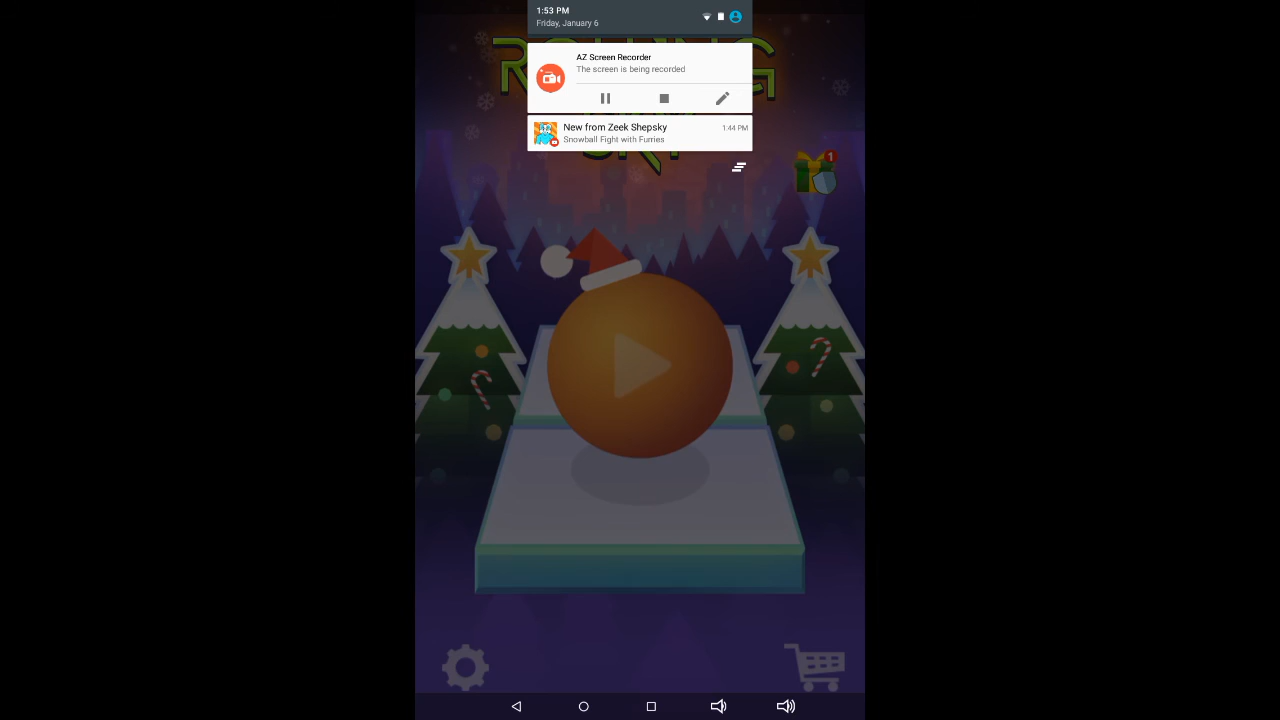 1:53 PM
Friday, January 6
AZ Screen Recorder
The screen is being recorded
New from Zeek Shepsky
1:44 PM
Snowball Fight with Furries
1